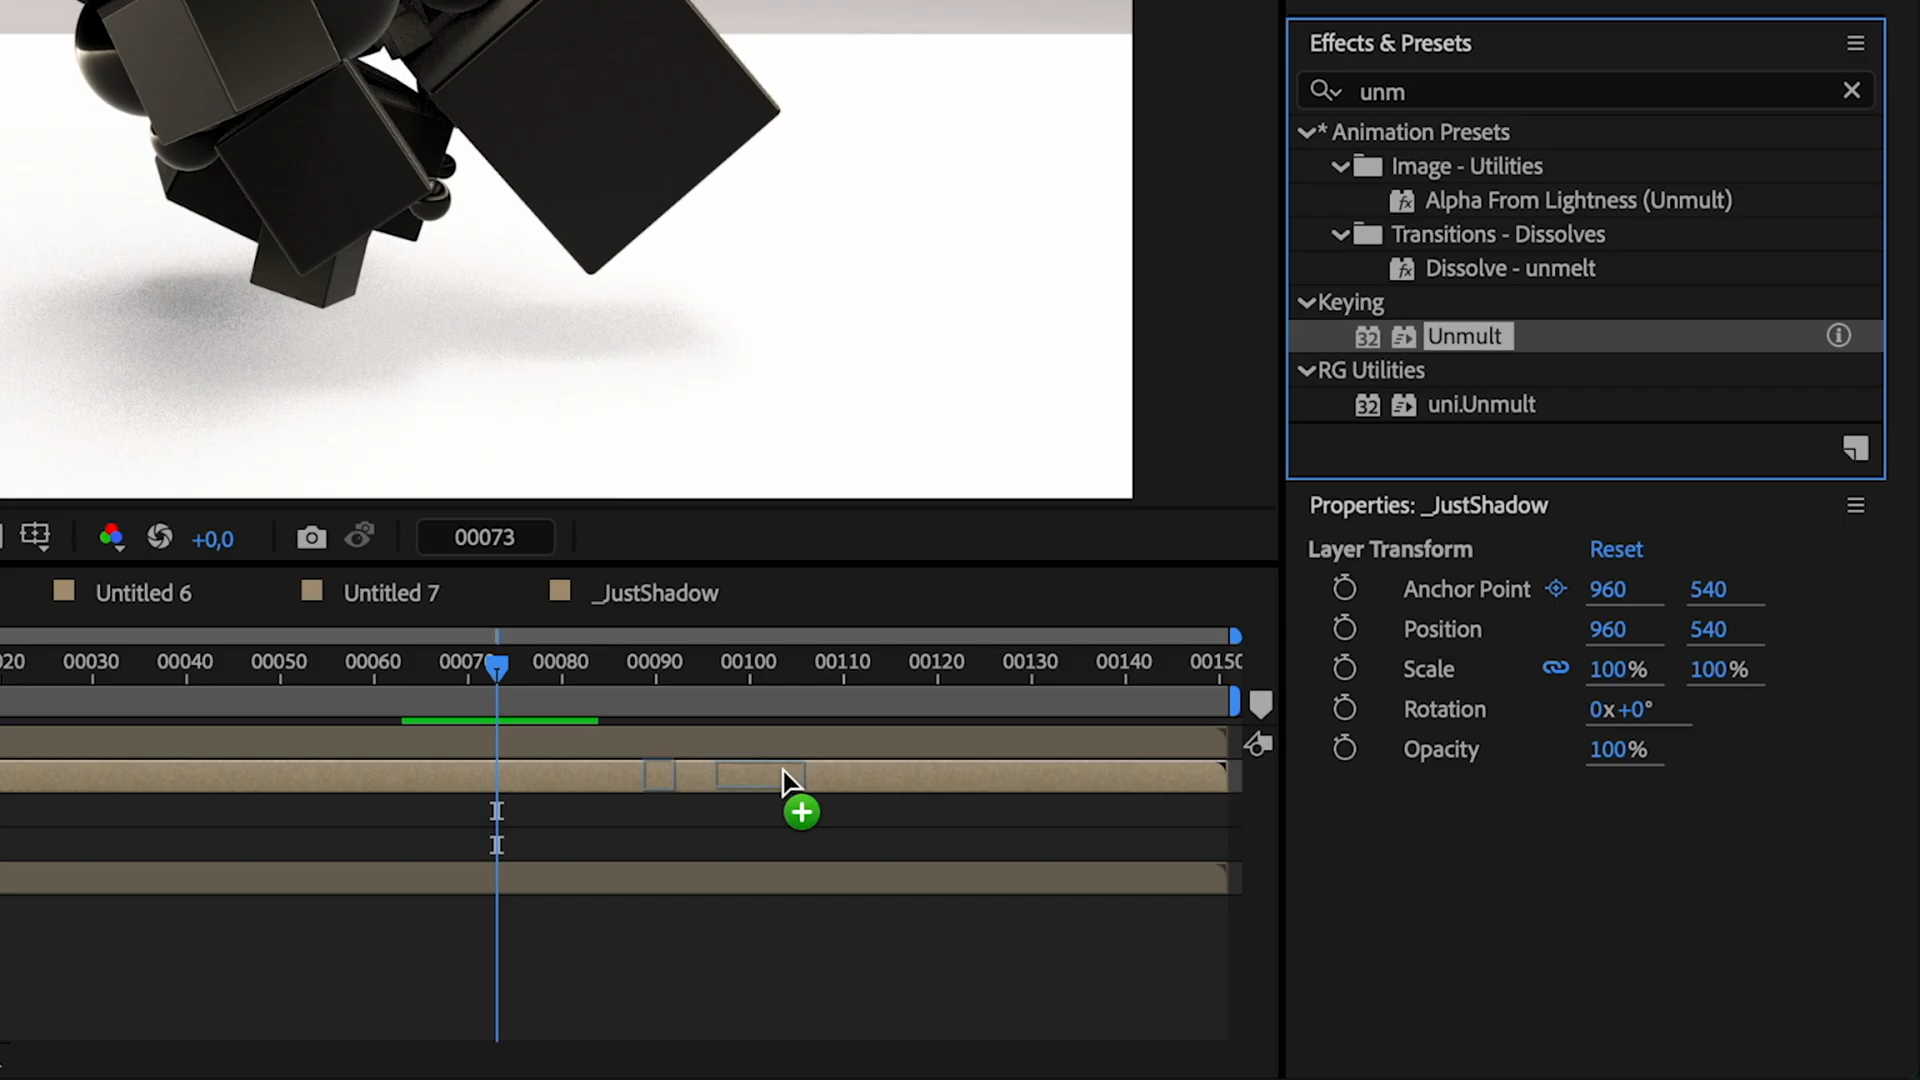 Effects & Presets
unm
* Animation Presets
Image - Utilities
Alpha From Lightness (Unmult)
Transitions - Dissolves
Dissolve - unmelt
Keying
32 Unmult
RG Utilities
32 uni.Unmult
Properties: _JustShadow
Layer Transform Reset
Anchor Point 960 540
Position 960 540
Scale 100% 100%
Rotation 0x+0°
Opacity 100%
+0,0 00073
Untitled 6 Untitled 7 _JustShadow
20 00030 00040 00050 00060 0007 00080 00090 00100 00110 00120 00130 00140 0015